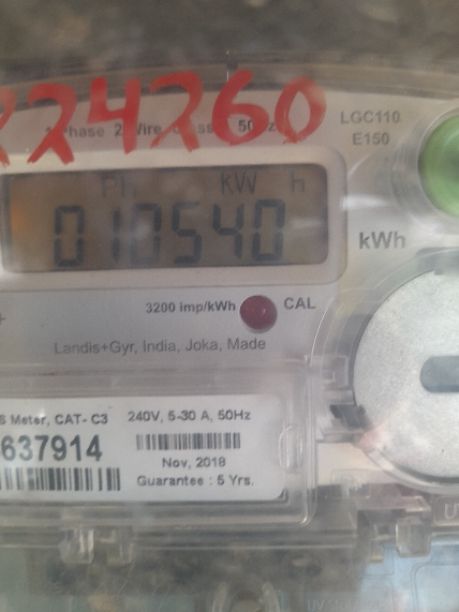 224260
LGC110
E150
Ph kW h
010540
kWh
3200 imp/kWh CAL
Landis+Gyr, India, Joka, Made
Meter, CAT- C3 240V, 5-30 A, 50Hz
637914
Nov, 2018
Guarantee : 5 Yrs.